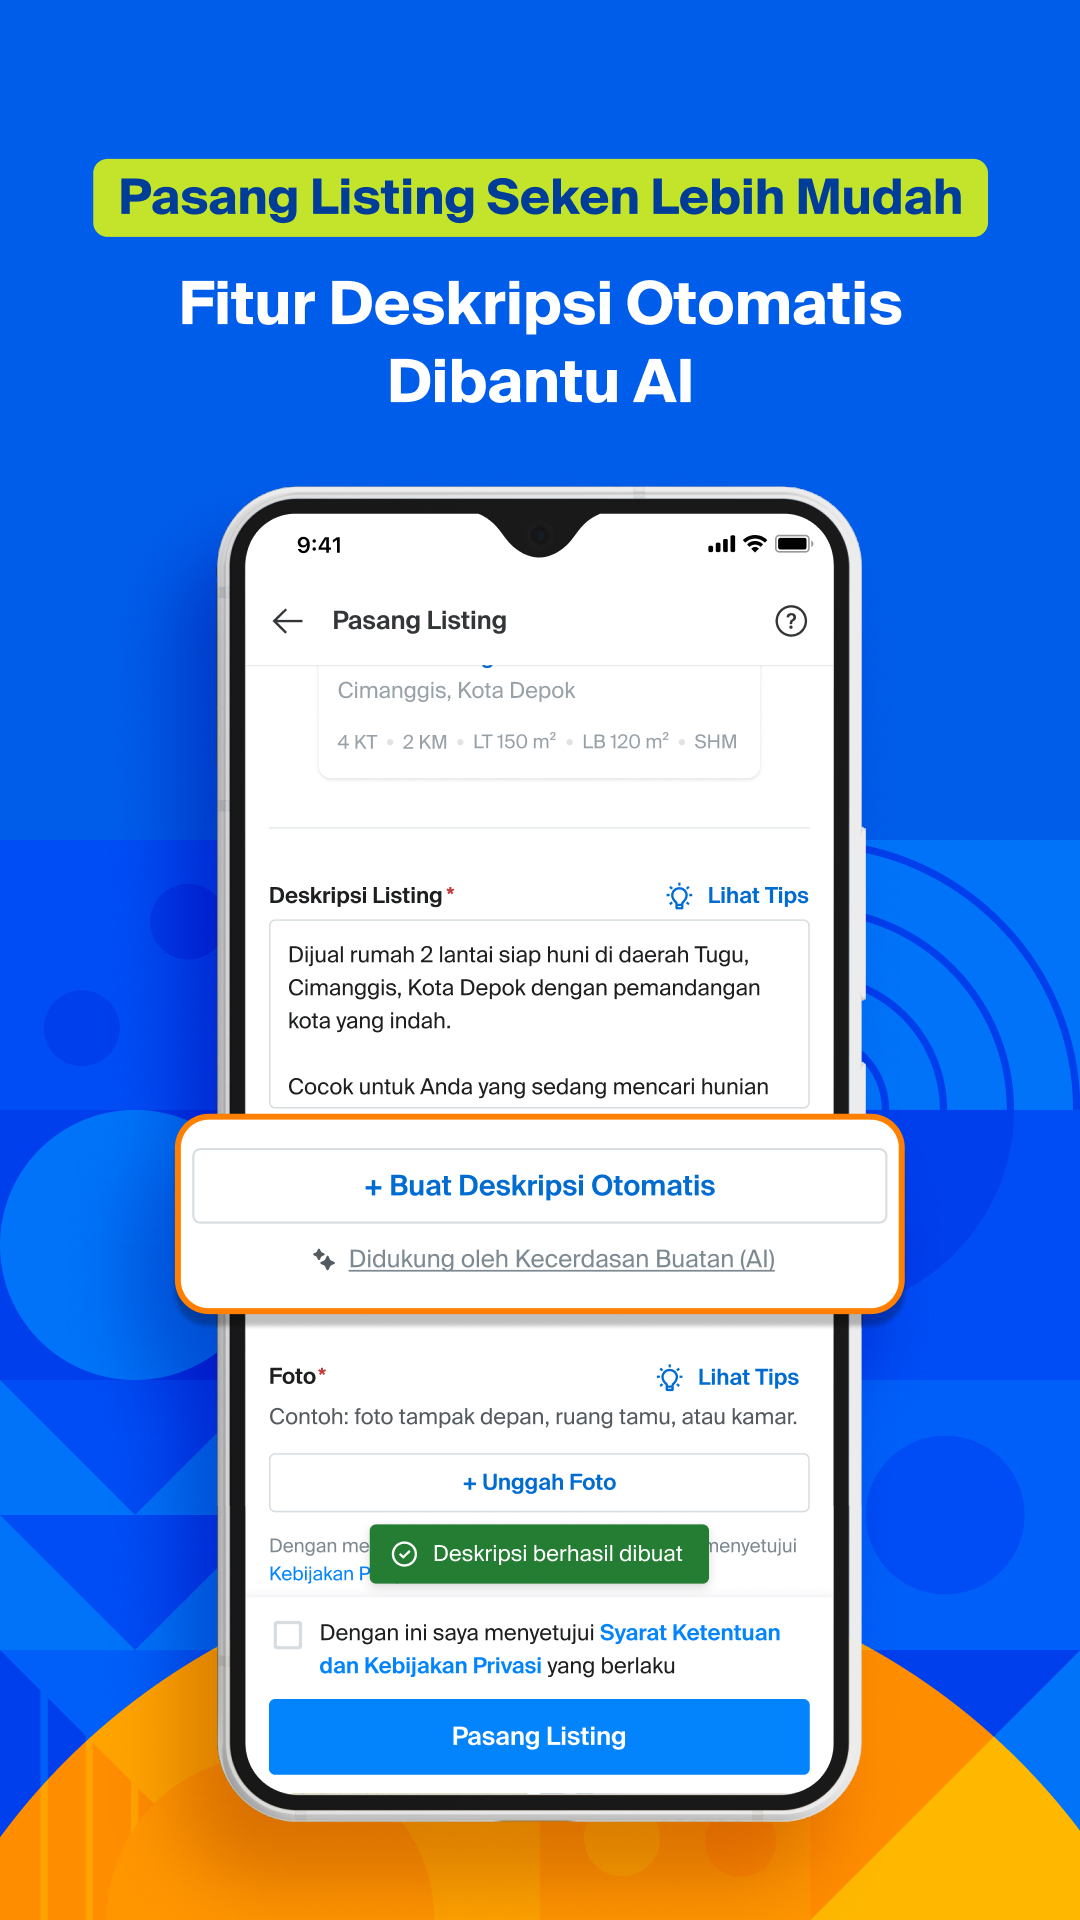 Pasang Listing Seken Lebih Mudah
Fitur Deskripsi Otomatis
Dibantu AI
9:41
Pasang Listing
?
Cimanggis, Kota Depok
4 KT • 2 KM • LT 150 m² • LB 120 m² • SHM
Deskripsi Listing*
Lihat Tips
Dijual rumah 2 lantai siap huni di daerah Tugu,
Cimanggis, Kota Depok dengan pemandangan
kota yang indah.
Cocok untuk Anda yang sedang mencari hunian
+ Buat Deskripsi Otomatis
Didukung oleh Kecerdasan Buatan (AI)
Foto*
Lihat Tips
Contoh: foto tampak depan, ruang tamu, atau kamar.
+ Unggah Foto
Dengan me
menyetujui
Kebijakan P
Deskripsi berhasil dibuat
Dengan ini saya menyetujui Syarat Ketentuan
dan Kebijakan Privasi yang berlaku
Pasang Listing